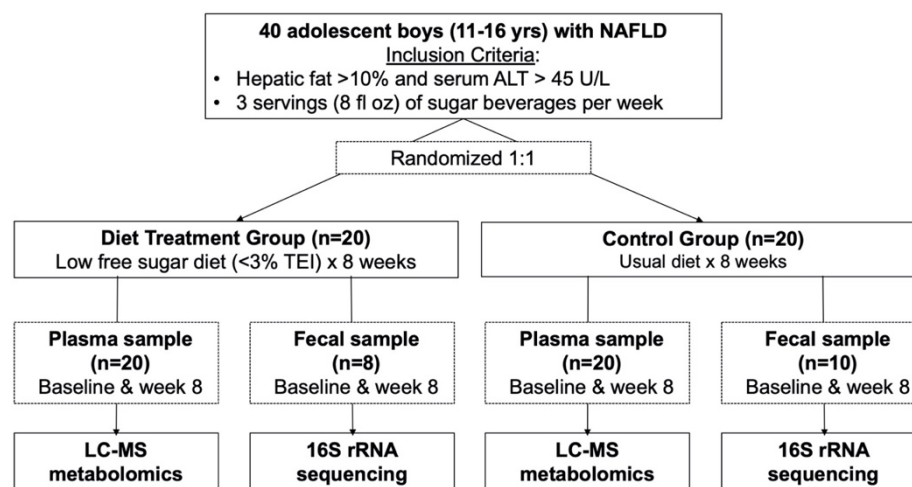 40 adolescent boys (11-16 yrs) with NAFLD
Inclusion Criteria:
• Hepatic fat >10% and serum ALT > 45 U/L
• 3 servings (8 fl oz) of sugar beverages per week
Randomized 1:1
Diet Treatment Group (n=20)
Low free sugar diet (<3% TEI) x 8 weeks
Control Group (n=20)
Usual diet x 8 weeks
Plasma sample
(n=20)
Baseline & week 8
Fecal sample
(n=8)
Baseline & week 8
Plasma sample
(n=20)
Baseline & week 8
Fecal sample
(n=10)
Baseline & week 8
LC-MS
metabolomics
16S rRNA
sequencing
LC-MS
metabolomics
16S rRNA
sequencing